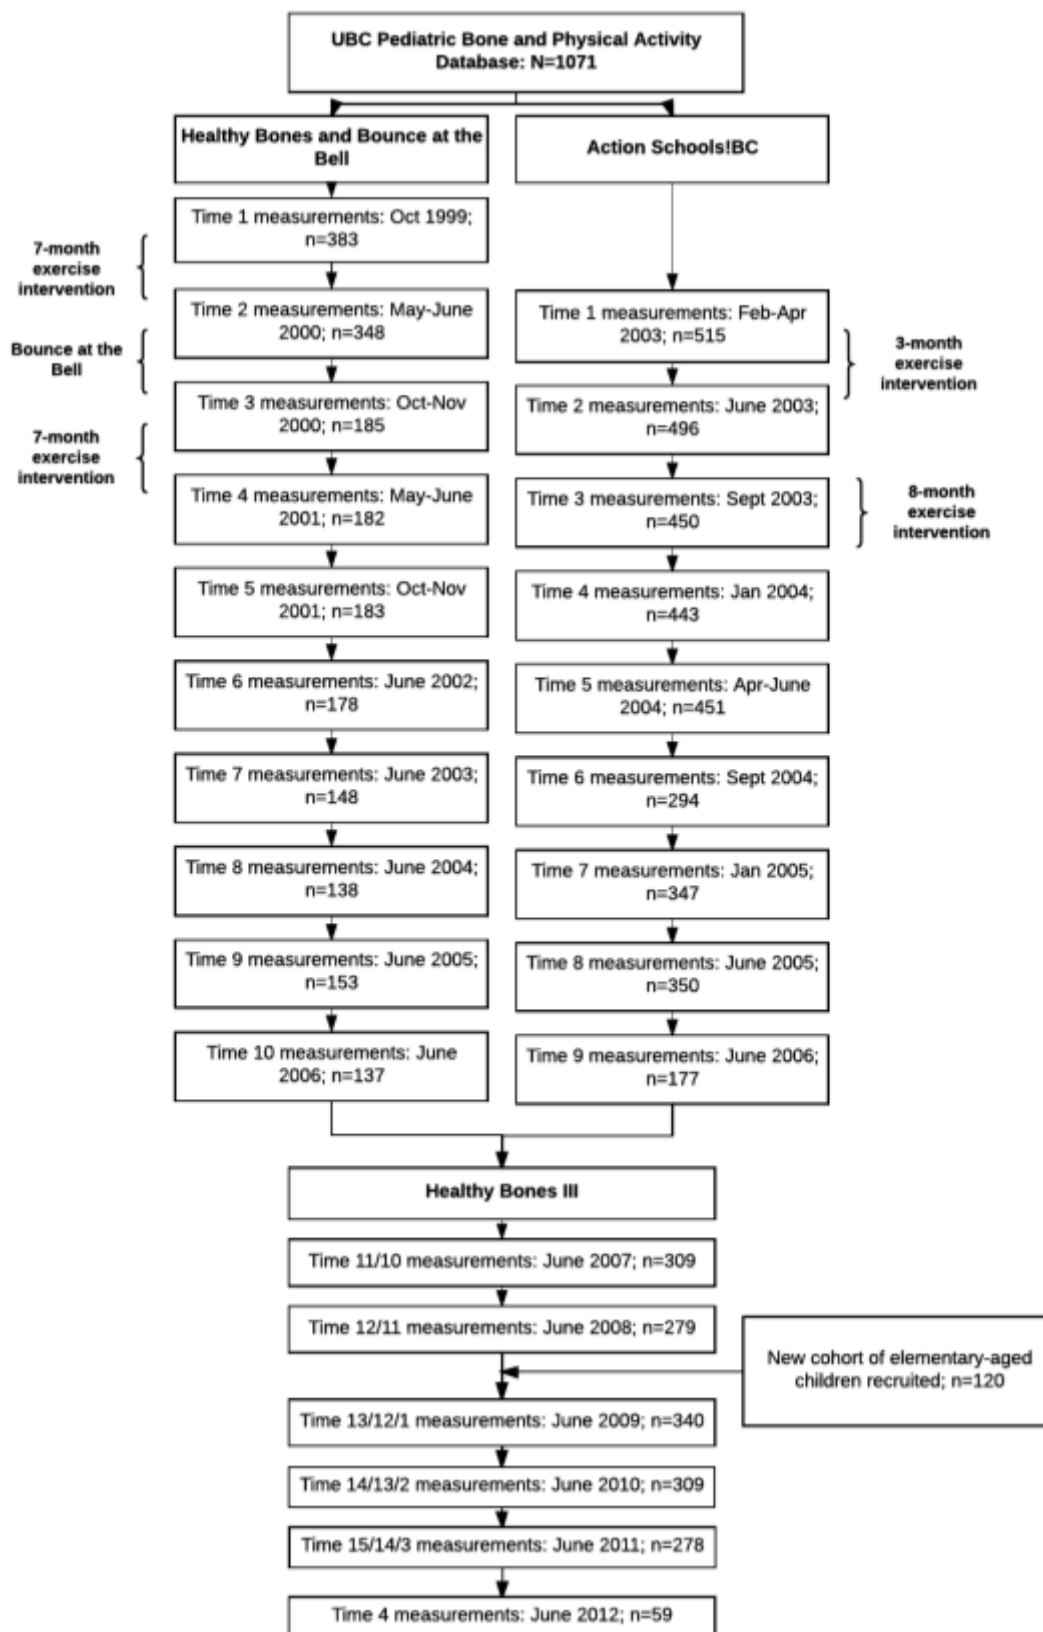 UBC Pediatric Bone and Physical Activity
Database: N=1071
Healthy Bones and Bounce at the
Bell
Action Schools!BC
Time 1 measurements: Oct 1999;
n=383
7-month
exercise
intervention
Time 2 measurements: May-June
2000; n=348
Time 1 measurements: Feb-Apr
2003; n=515
Bounce at the
Bell
3-month
exercise
intervention
Time 3 measurements: Oct-Nov
2000; n=185
Time 2 measurements: June 2003;
n=496
7-month
exercise
intervention
Time 4 measurements: May-June
2001; n=182
Time 3 measurements: Sept 2003;
n=450
8-month
exercise
intervention
Time 5 measurements: Oct-Nov
2001; n=183
Time 4 measurements: Jan 2004;
n=443
Time 6 measurements: June 2002;
n=178
Time 5 measurements: Apr-June
2004; n=451
Time 7 measurements: June 2003;
n=148
Time 6 measurements: Sept 2004;
n=294
Time 8 measurements: June 2004;
n=138
Time 7 measurements: Jan 2005;
n=347
Time 9 measurements: June 2005;
n=153
Time 8 measurements: June 2005;
n=350
Time 10 measurements: June
2006; n=137
Time 9 measurements: June 2006;
n=177
Healthy Bones III
Time 11/10 measurements: June 2007; n=309
Time 12/11 measurements: June 2008; n=279
New cohort of elementary-aged
children recruited; n=120
Time 13/12/1 measurements: June 2009; n=340
Time 14/13/2 measurements: June 2010; n=309
Time 15/14/3 measurements: June 2011; n=278
Time 4 measurements: June 2012; n=59